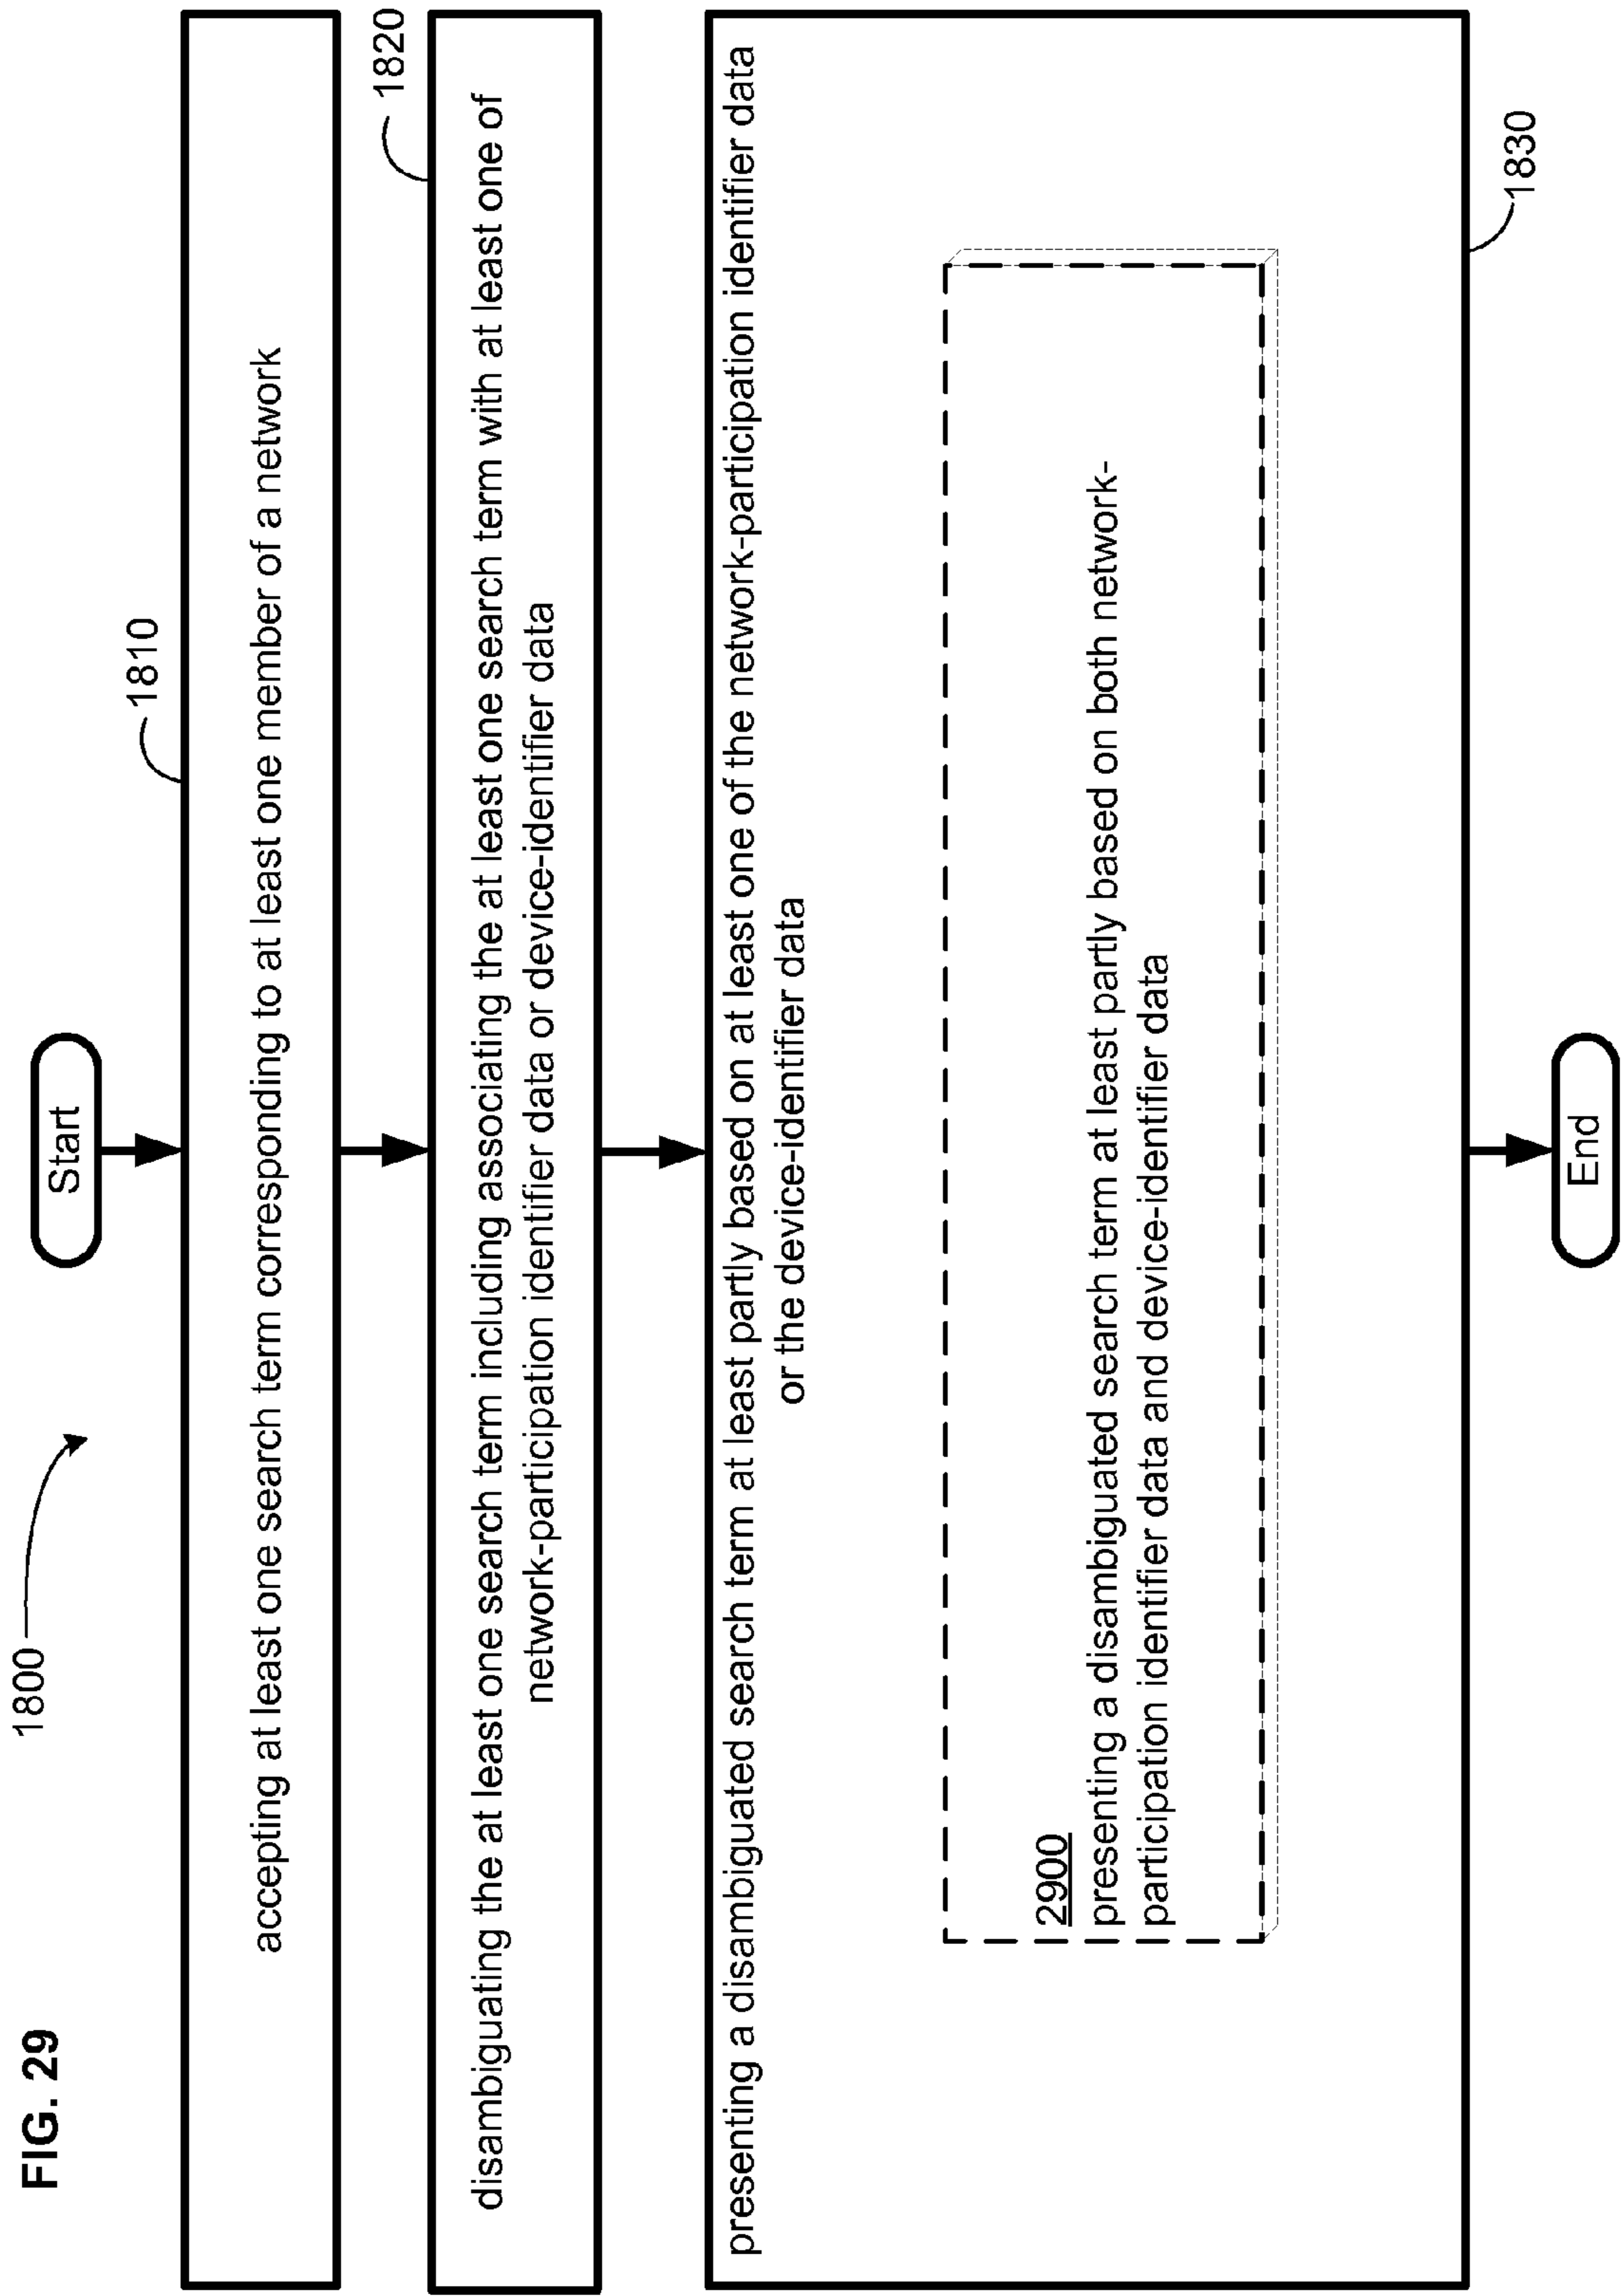 FIG. 29
1800
Start
1810
accepting at least one search term corresponding to at least one member of a network
1820
disambiguating the at least one search term including associating the at least one search term with at least one of
network-participation identifier data or device-identifier data
presenting a disambiguated search term at least partly based on at least one of the network-participation identifier data
or the device-identifier data
2900
presenting a disambiguated search term at least partly based on both network-
participation identifier data and device-identifier data
1830
End